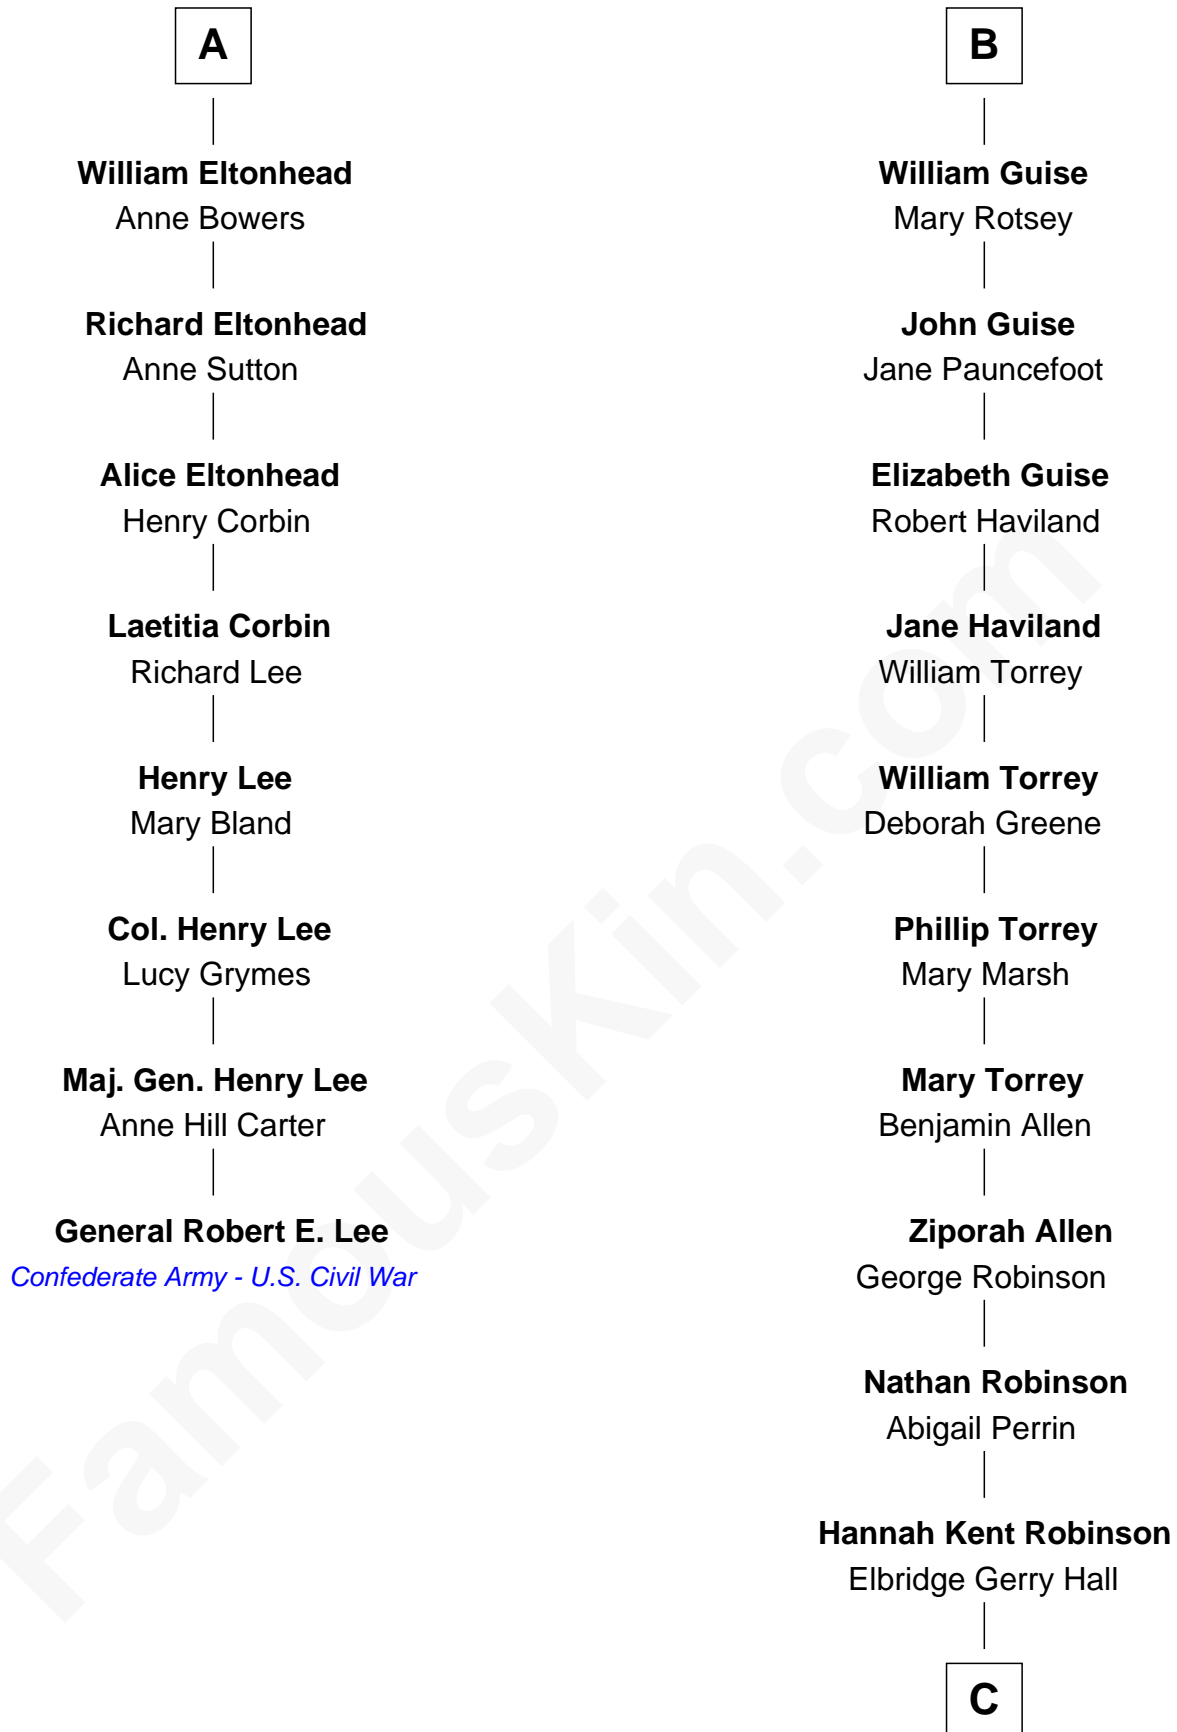 A
William Eltonhead
Anne Bowers
Richard Eltonhead
Anne Sutton
Alice Eltonhead
Henry Corbin
Laetitia Corbin
Richard Lee
Henry Lee
Mary Bland
Col. Henry Lee
Lucy Grymes
Maj. Gen. Henry Lee
Anne Hill Carter
General Robert E. Lee
Confederate Army - U.S. Civil War
B
William Guise
Mary Rotsey
John Guise
Jane Pauncefoot
Elizabeth Guise
Robert Haviland
Jane Haviland
William Torrey
William Torrey
Deborah Greene
Phillip Torrey
Mary Marsh
Mary Torrey
Benjamin Allen
Ziporah Allen
George Robinson
Nathan Robinson
Abigail Perrin
Hannah Kent Robinson
Elbridge Gerry Hall
C
FamousKin.com